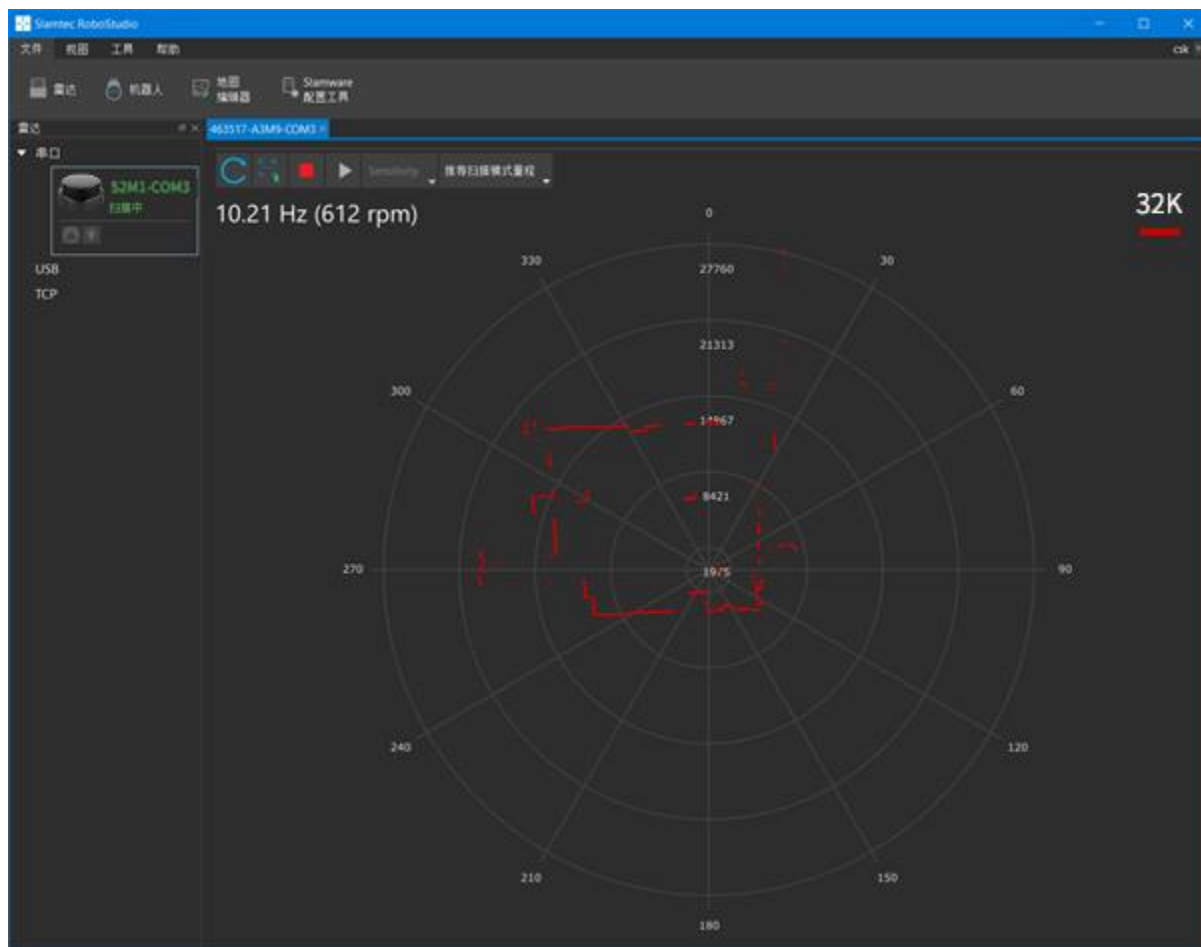 Slamtec RoboStudio
文件 视图 工具 帮助 csk
雷达 机器人 地图编辑器 Slamware 配置工具
雷达
463517-A3M9-COM3
串口
S2M1-COM3
扫描中
USB
TCP
Sensitivity 推荐扫描模式量程
10.21 Hz (612 rpm)
32K
0
330 30
27760
21313
300 60
14867
8421
270 1975 90
240 120
210 150
180